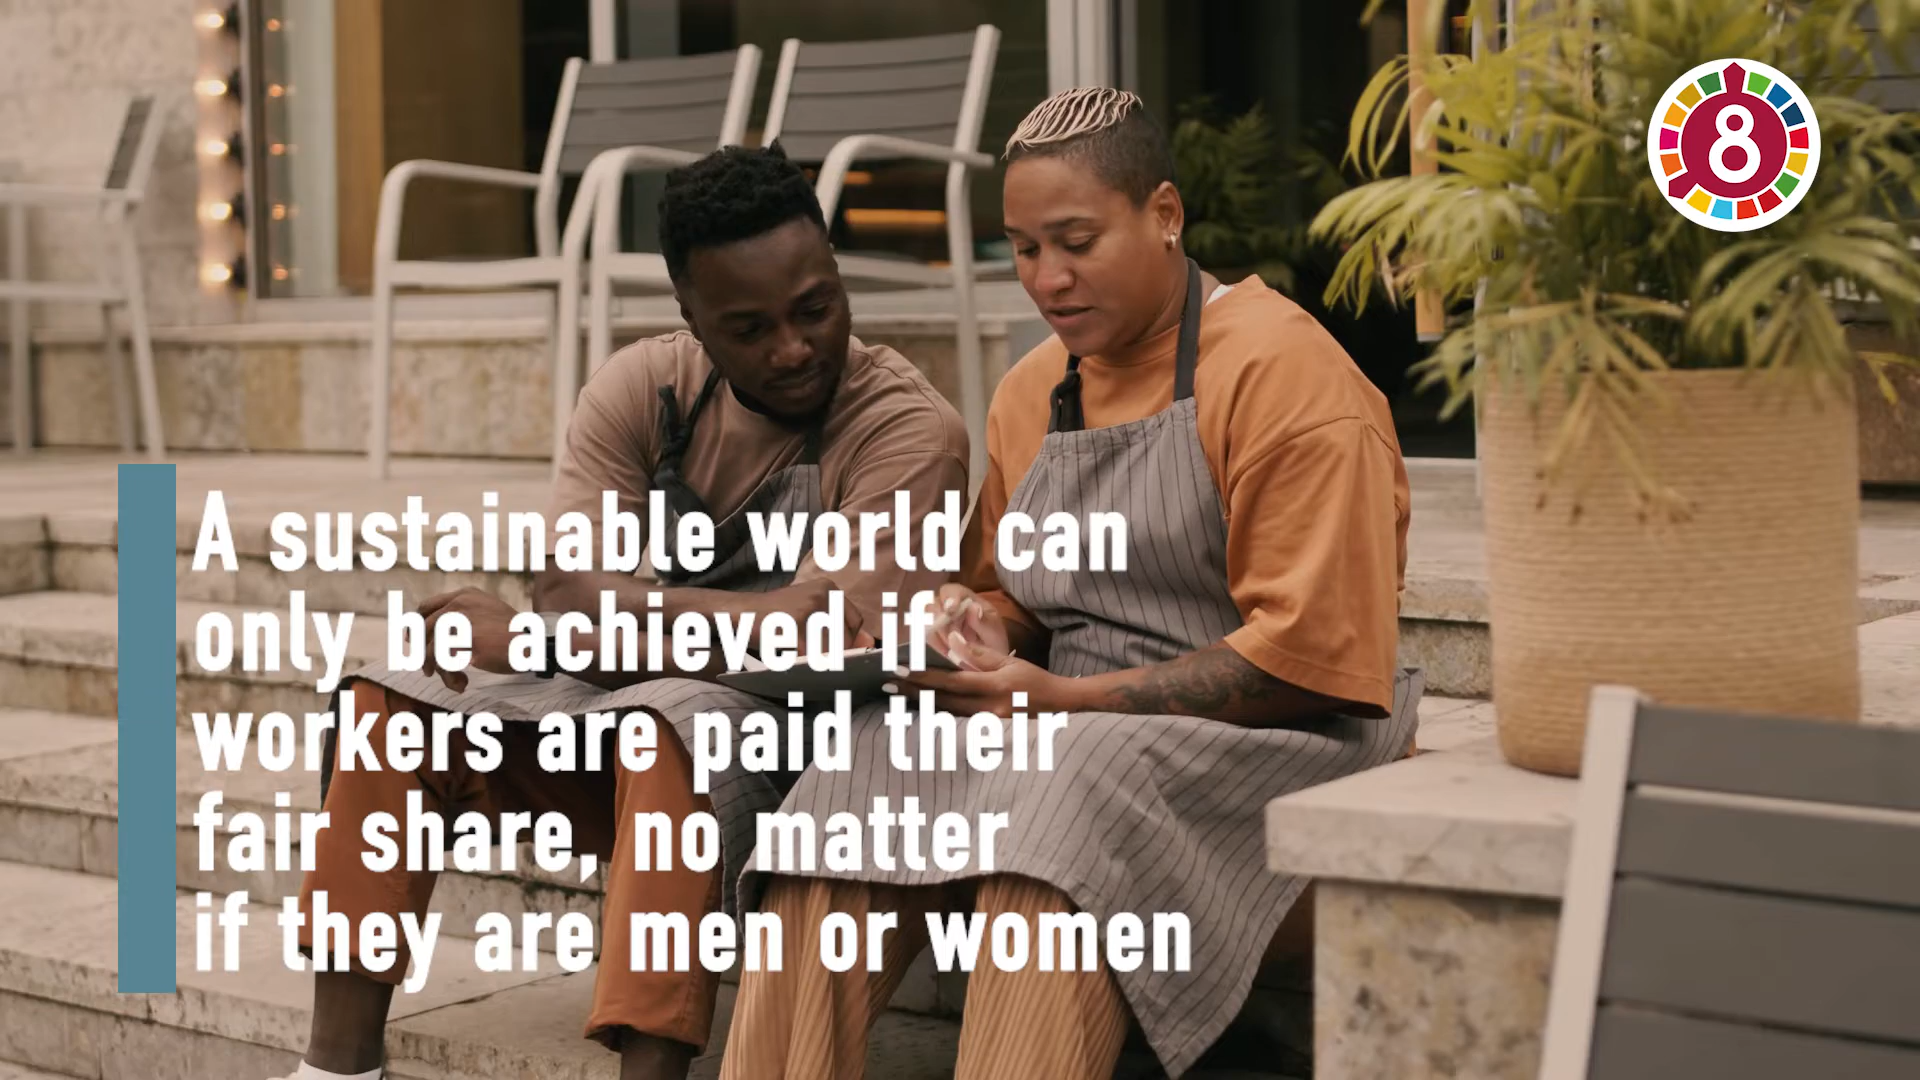 8
A sustainable world can
only be achieved if
workers are paid their
fair share, no matter
if they are men or women